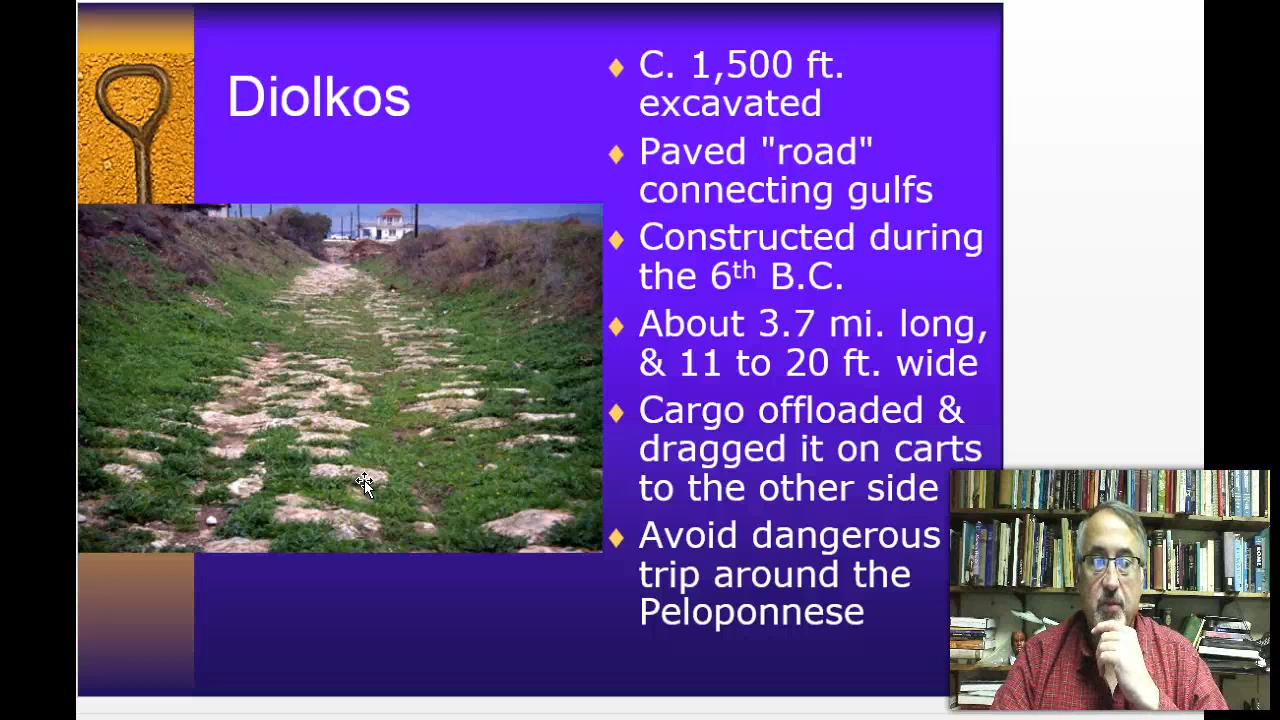 Diolkos
C. 1,500 ft.
excavated
Paved "road"
connecting gulfs
Constructed during
the 6th B.C.
About 3.7 mi. long,
& 11 to 20 ft. wide
Cargo offloaded &
dragged it on carts
to the other side
Avoid dangerous
trip around the
Peloponnese